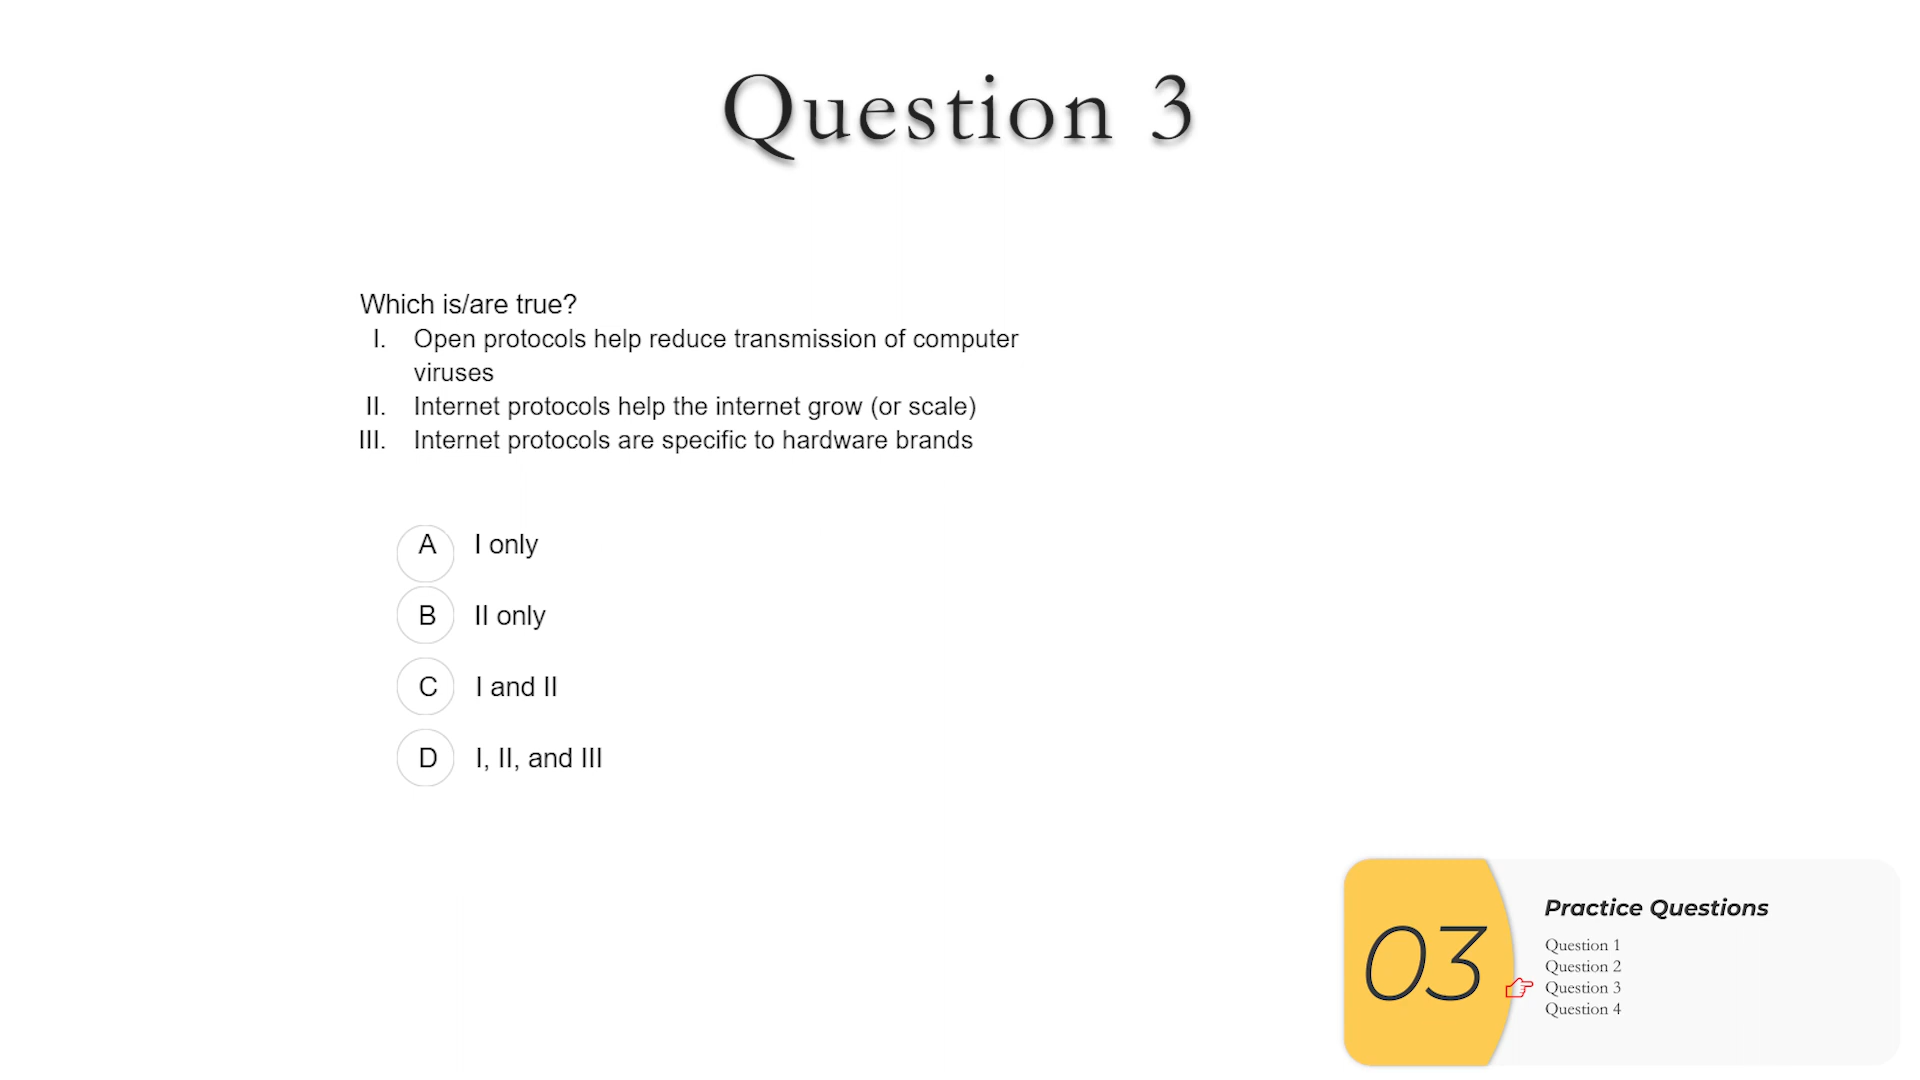 Question 3
Which is/are true?
I. Open protocols help reduce transmission of computer
viruses
II. Internet protocols help the internet grow (or scale)
III. Internet protocols are specific to hardware brands
A I only
B II only
C I and II
D I, II, and III
03
Practice Questions
Question 1
Question 2
Question 3
Question 4